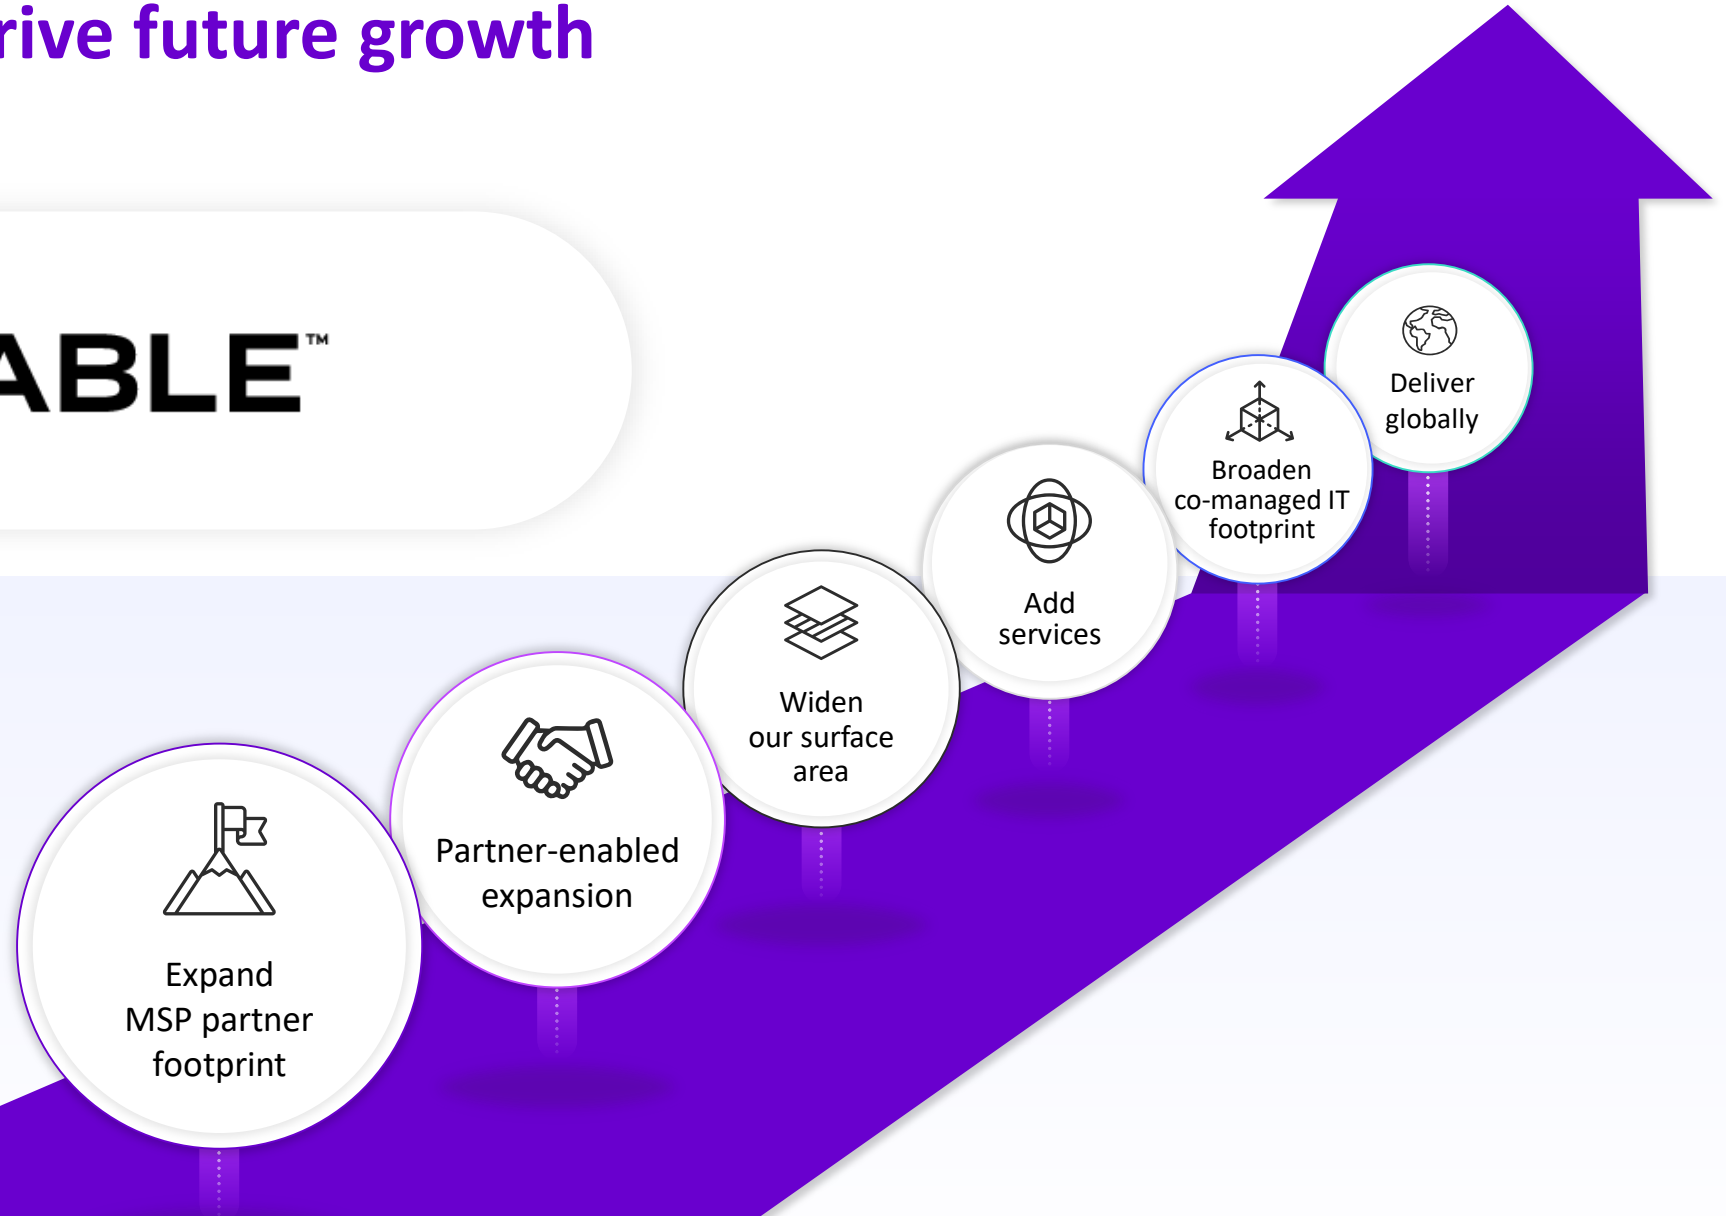 rive future growth
ABLE™
Expand
MSP partner
footprint
Partner-enabled
expansion
Widen
our surface
area
Add
services
Broaden
co-managed IT
footprint
Deliver
globally